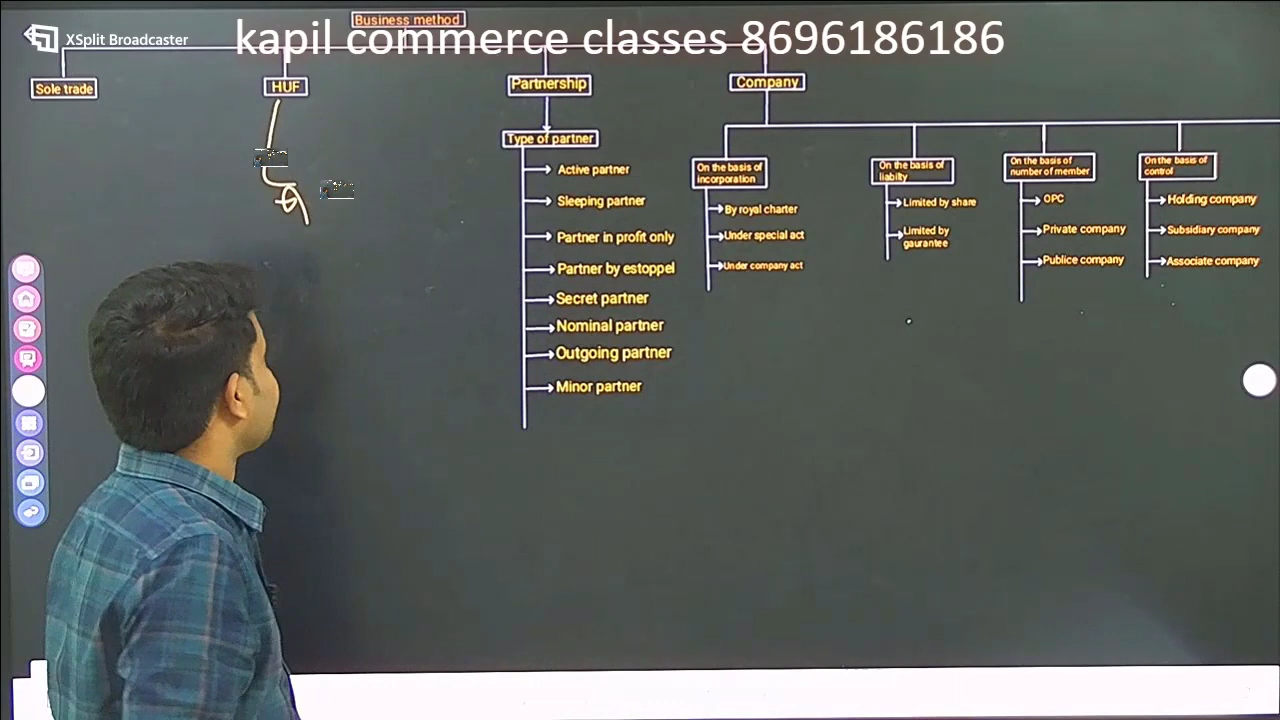 XSplit Broadcaster
kapil commerce classes 8696186186
Business method
Sole trade
HUF
Partnership
Type of partner
Active partner
Sleeping partner
Partner in profit only
Partner by estoppel
Secret partner
Nominal partner
Outgoing partner
Minor partner
Company
On the basis of
incorporation
By royal charter
Under special act
Under company act
On the basis of
liabilty
Limited by share
Limited by
gaurantee
On the basis of
number of member
OPC
Private company
Publice company
On the basis of
control
Holding company
Subsidiary company
Associate company